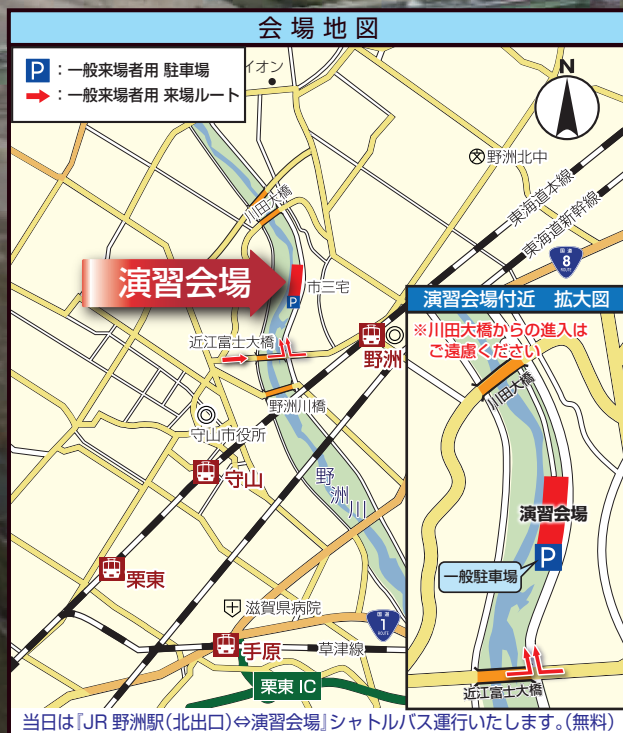 会場地図
P：一般来場者用 駐車場
：一般来場者用 来場ルート
イオン
N
野洲北中
東海道本線
東海道新幹線
国道
8
ROUTE
川田大橋
演習会場
市三宅
P
近江富士大橋
野洲
野洲川橋
守山市役所
守山
野洲川
栗東
滋賀県病院
国道
1
ROUTE
手原
草津線
栗東 IC
演習会場付近 拡大図
※川田大橋からの進入は
ご遠慮ください
川田大橋
演習会場
P
一般駐車場
近江富士大橋
当日は『JR 野洲駅(北出口)⇔演習会場』シャトルバス運行いたします。(無料)